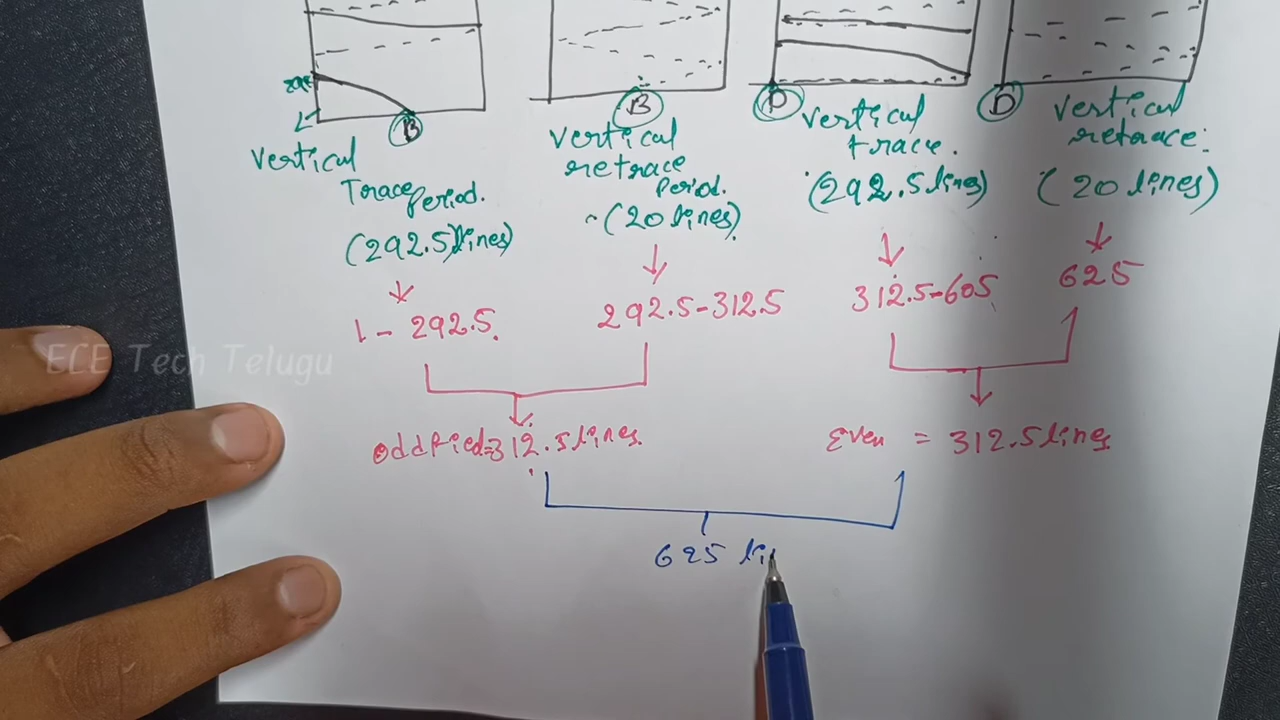 B
B
D
D
Vertical
Trace Period.
(292.5) lines)
Vertical
retrace
Period.
(20 lines)
Vertical
trace.
(292.5 lines)
Vertical
retrace:
(20 lines)
1 - 292.5.
292.5-312.5
312.5-605
625
Odd fied=312.5 lines.
Even = 312.5 lines
625 lin
ECE Tech Telugu